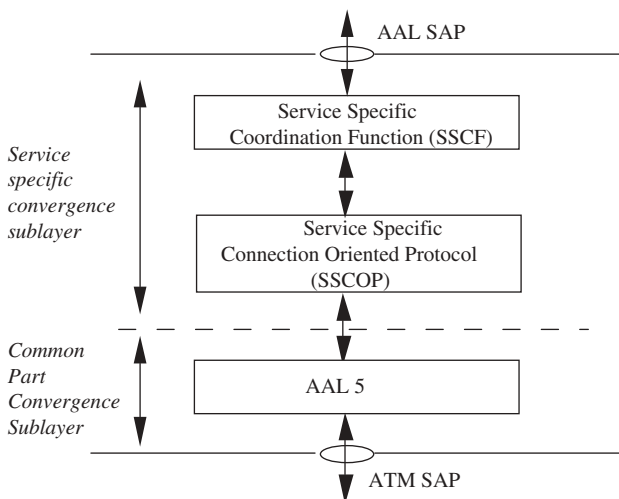 AAL SAP
Service Specific
Coordination Function (SSCF)
Service
specific
convergence
sublayer
Service Specific
Connection Oriented Protocol
(SSCOP)
Common
Part
Convergence
Sublayer
AAL 5
ATM SAP